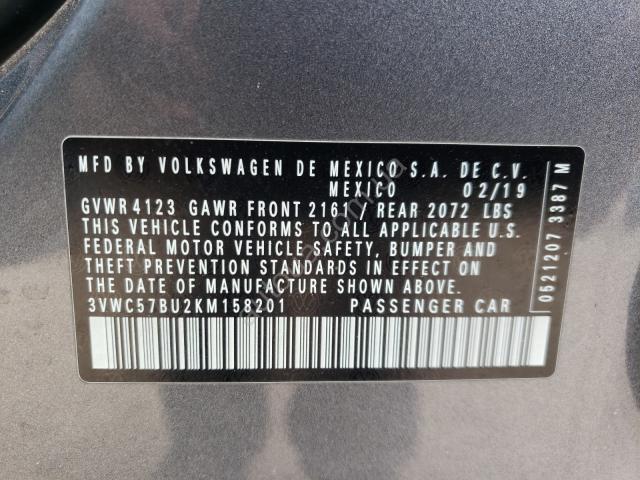 MFD BY VOLKSWAGEN DE MEXICO S.A. DE C.V.
MEXICO 02/19
GVWR 4123 GAWR FRONT 2161 REAR 2072 LBS
THIS VEHICLE CONFORMS TO ALL APPLICABLE U.S.
FEDERAL MOTOR VEHICLE SAFETY, BUMPER AND
THEFT PREVENTION STANDARDS IN EFFECT ON
THE DATE OF MANUFACTURE SHOWN ABOVE.
3VWC57BU2KM158201 PASSENGER CAR
0521207 3387 M